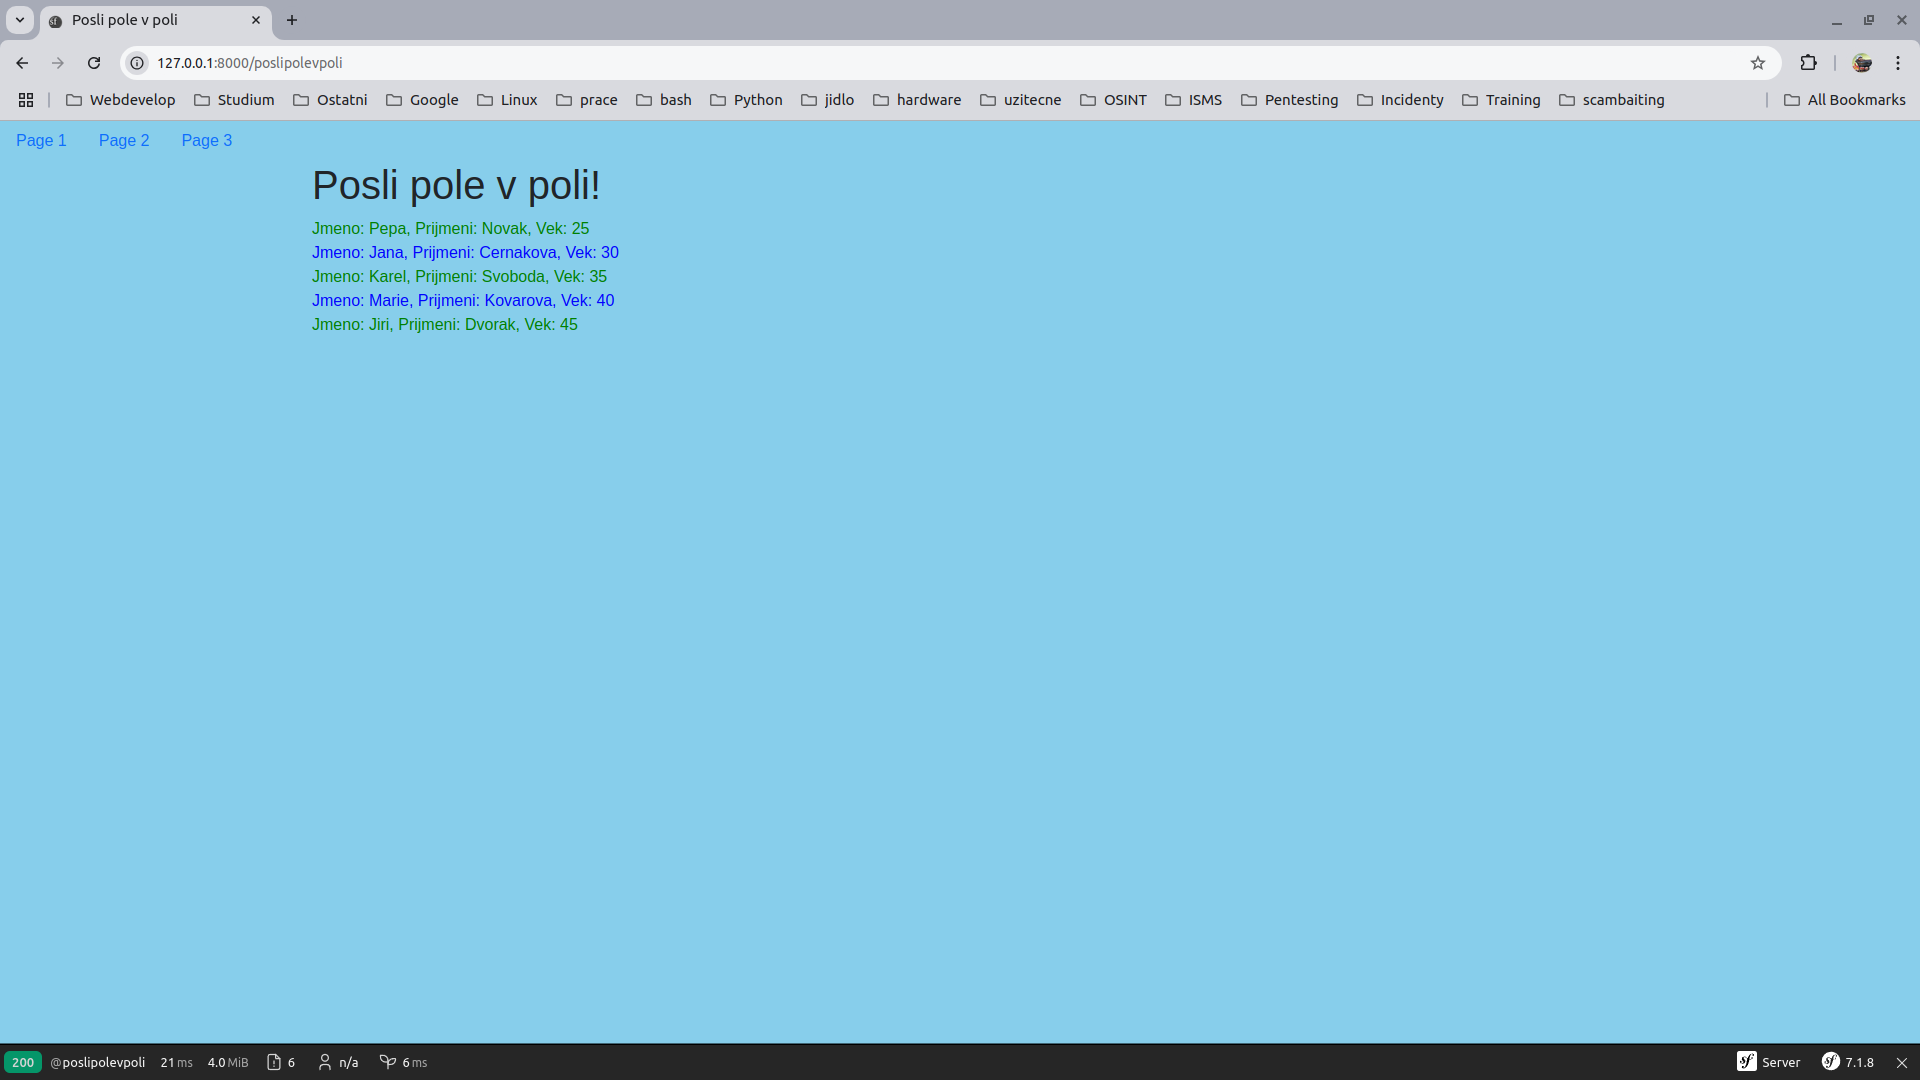 Posli pole v poli
127.0.0.1:8000/poslipolevpoli
Webdevelop Studium Ostatni Google Linux prace bash Python jidlo hardware uzitecne OSINT ISMS Pentesting Incidenty Training scambaiting All Bookmarks
Page 1 Page 2 Page 3
Posli pole v poli!
Jmeno: Pepa, Prijmeni: Novak, Vek: 25
Jmeno: Jana, Prijmeni: Cernakova, Vek: 30
Jmeno: Karel, Prijmeni: Svoboda, Vek: 35
Jmeno: Marie, Prijmeni: Kovarova, Vek: 40
Jmeno: Jiri, Prijmeni: Dvorak, Vek: 45
200 @poslipolevpoli 21 ms 4.0 MiB 6 n/a 6 ms sf Server sf 7.1.8